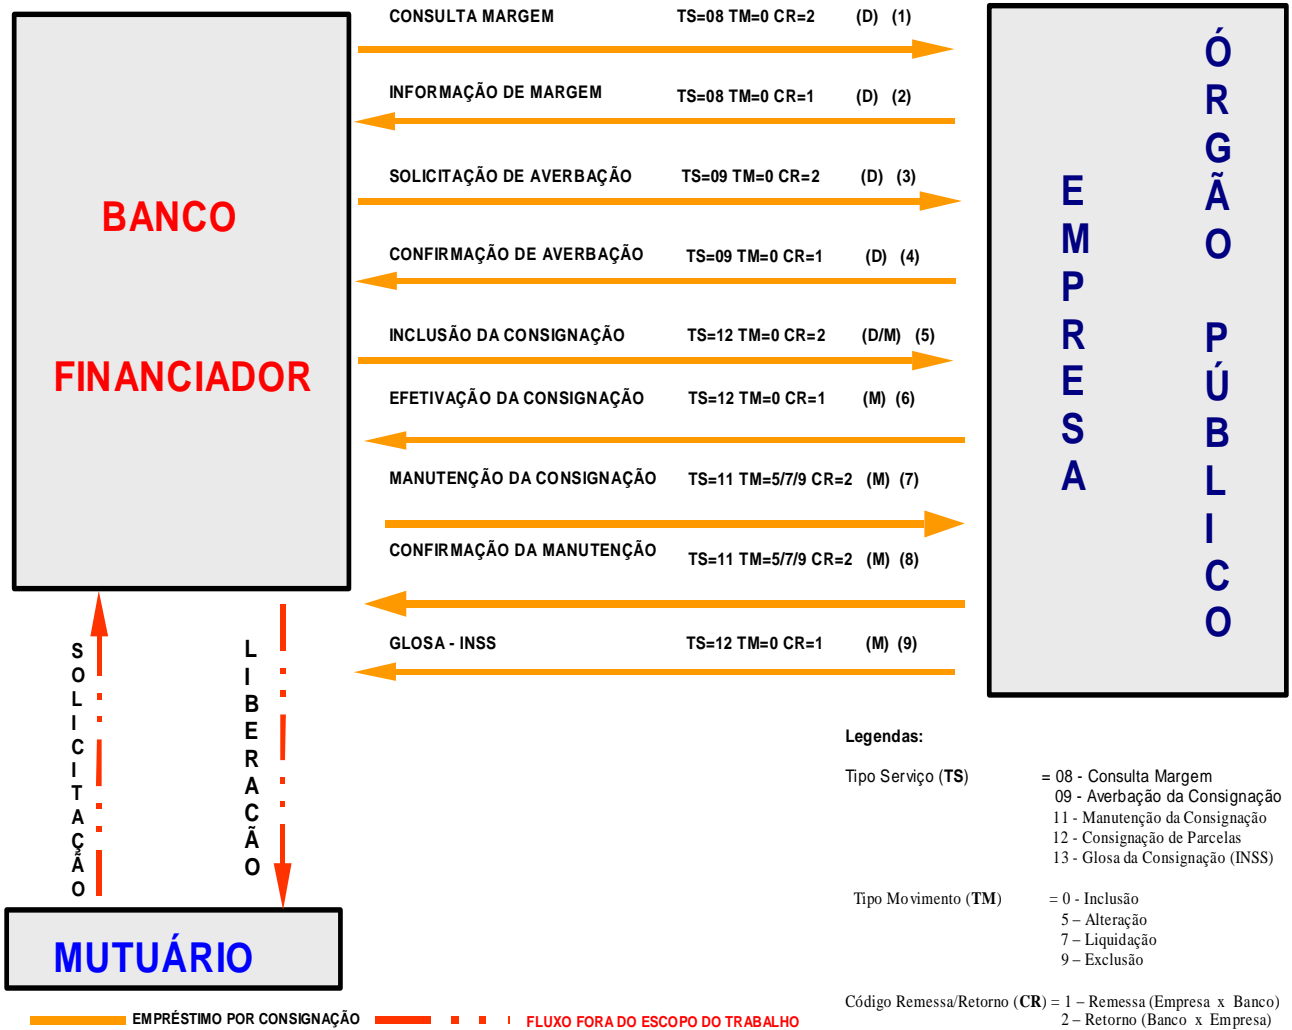 CONSULTA MARGEM TS=08 TM=0 CR=2 (D) (1)
INFORMAÇÃO DE MARGEM TS=08 TM=0 CR=1 (D) (2)
SOLICITAÇÃO DE AVERBAÇÃO TS=09 TM=0 CR=2 (D) (3)
CONFIRMAÇÃO DE AVERBAÇÃO TS=09 TM=0 CR=1 (D) (4)
INCLUSÃO DA CONSIGNAÇÃO TS=12 TM=0 CR=2 (D/M) (5)
EFETIVAÇÃO DA CONSIGNAÇÃO TS=12 TM=0 CR=1 (M) (6)
MANUTENÇÃO DA CONSIGNAÇÃO TS=11 TM=5/7/9 CR=2 (M) (7)
CONFIRMAÇÃO DA MANUTENÇÃO TS=11 TM=5/7/9 CR=2 (M) (8)
GLOSA - INSS TS=12 TM=0 CR=1 (M) (9)
BANCO
FINANCIADOR
EMPRESA
ÓRGÃO PÚBLICO
SOLICITAÇÃO
LIBERACÃO
MUTUÁRIO
Legendas:
Tipo Serviço (TS) = 08 - Consulta Margem
09 - Averbação da Consignação
11 - Manutenção da Consignação
12 - Consignação de Parcelas
13 - Glosa da Consignação (INSS)
Tipo Movimento (TM) = 0 - Inclusão
5 – Alteração
7 – Liquidação
9 – Exclusão
Código Remessa/Retorno (CR) = 1 – Remessa (Empresa x Banco)
2 – Retorno (Banco x Empresa)
EMPRÉSTIMO POR CONSIGNAÇÃO FLUXO FORA DO ESCOPO DO TRABALHO